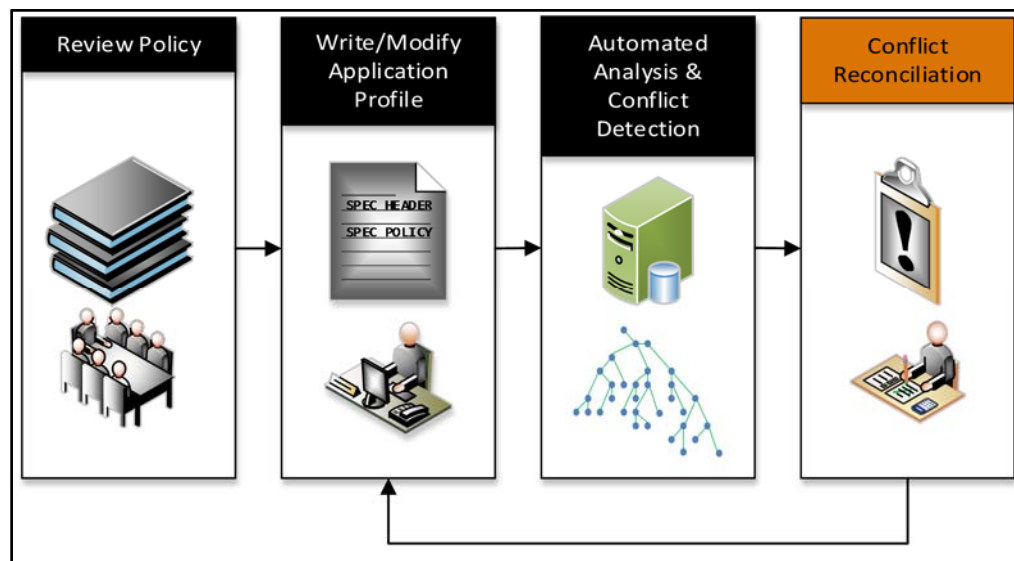 Review Policy
Write/Modify
Application
Profile
Automated
Analysis &
Conflict
Detection
Conflict
Reconciliation
SPEC HEADER
SPEC POLICY